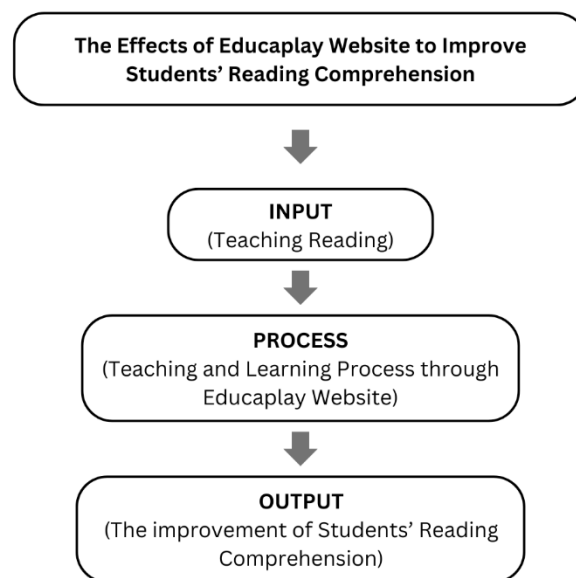 The Effects of Educaplay Website to Improve
Students’ Reading Comprehension
INPUT
(Teaching Reading)
PROCESS
(Teaching and Learning Process through
Educaplay Website)
OUTPUT
(The improvement of Students’ Reading
Comprehension)